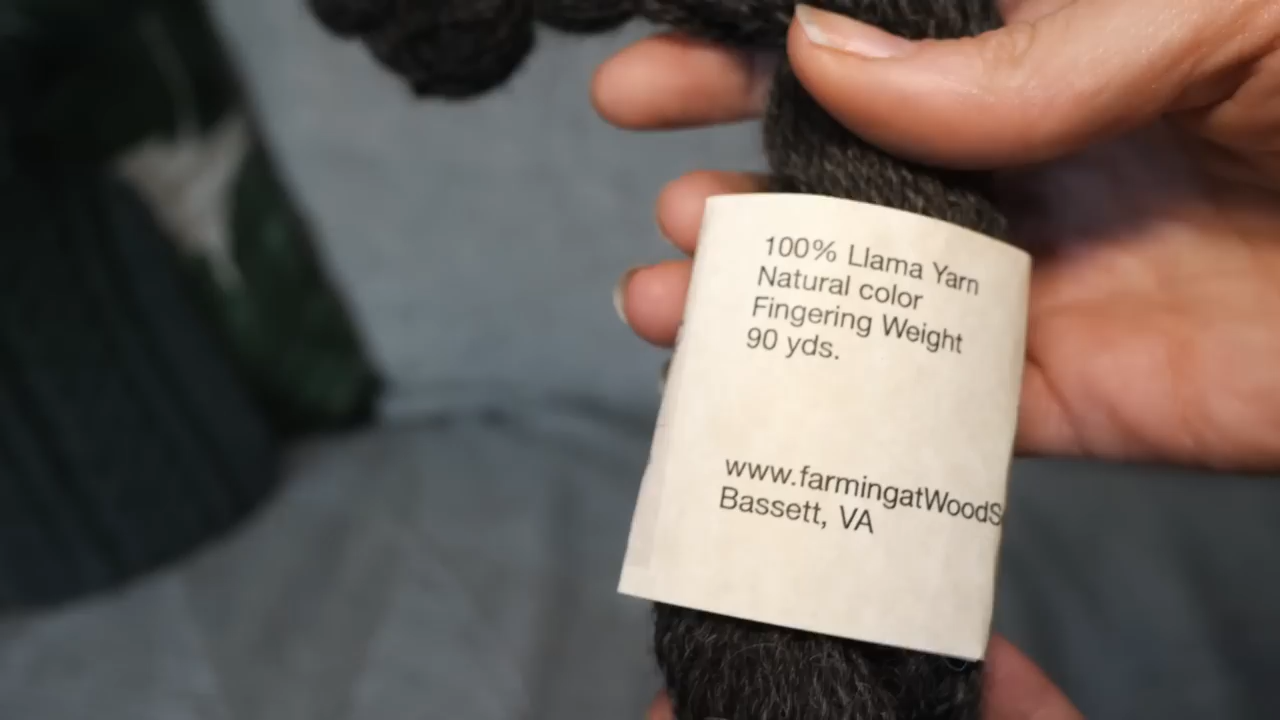 100% Llama Yarn
Natural color
Fingering Weight
90 yds.
www.farmingatWoodS
Bassett, VA